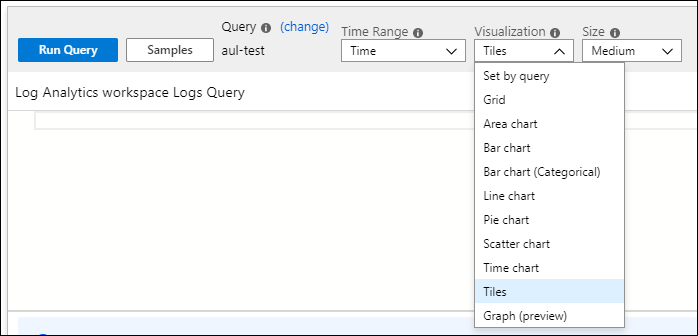 Query (change)
Time Range
Visualization
Size
Run Query
Samples
aul-test
Time
Tiles
Medium
Set by query
Log Analytics workspace Logs Query
Grid
Area chart
Bar chart
Bar chart (Categorical)
Line chart
Pie chart
Scatter chart
Time chart
Tiles
Graph (preview)